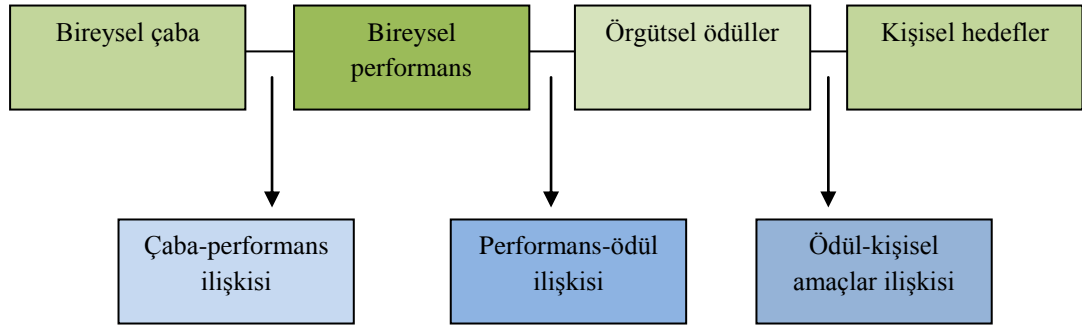 Bireysel çaba
Bireysel
performans
Örgütsel ödüller
Kişisel hedefler
Çaba-performans
ilişkisi
Performans-ödül
ilişkisi
Ödül-kişisel
amaçlar ilişkisi